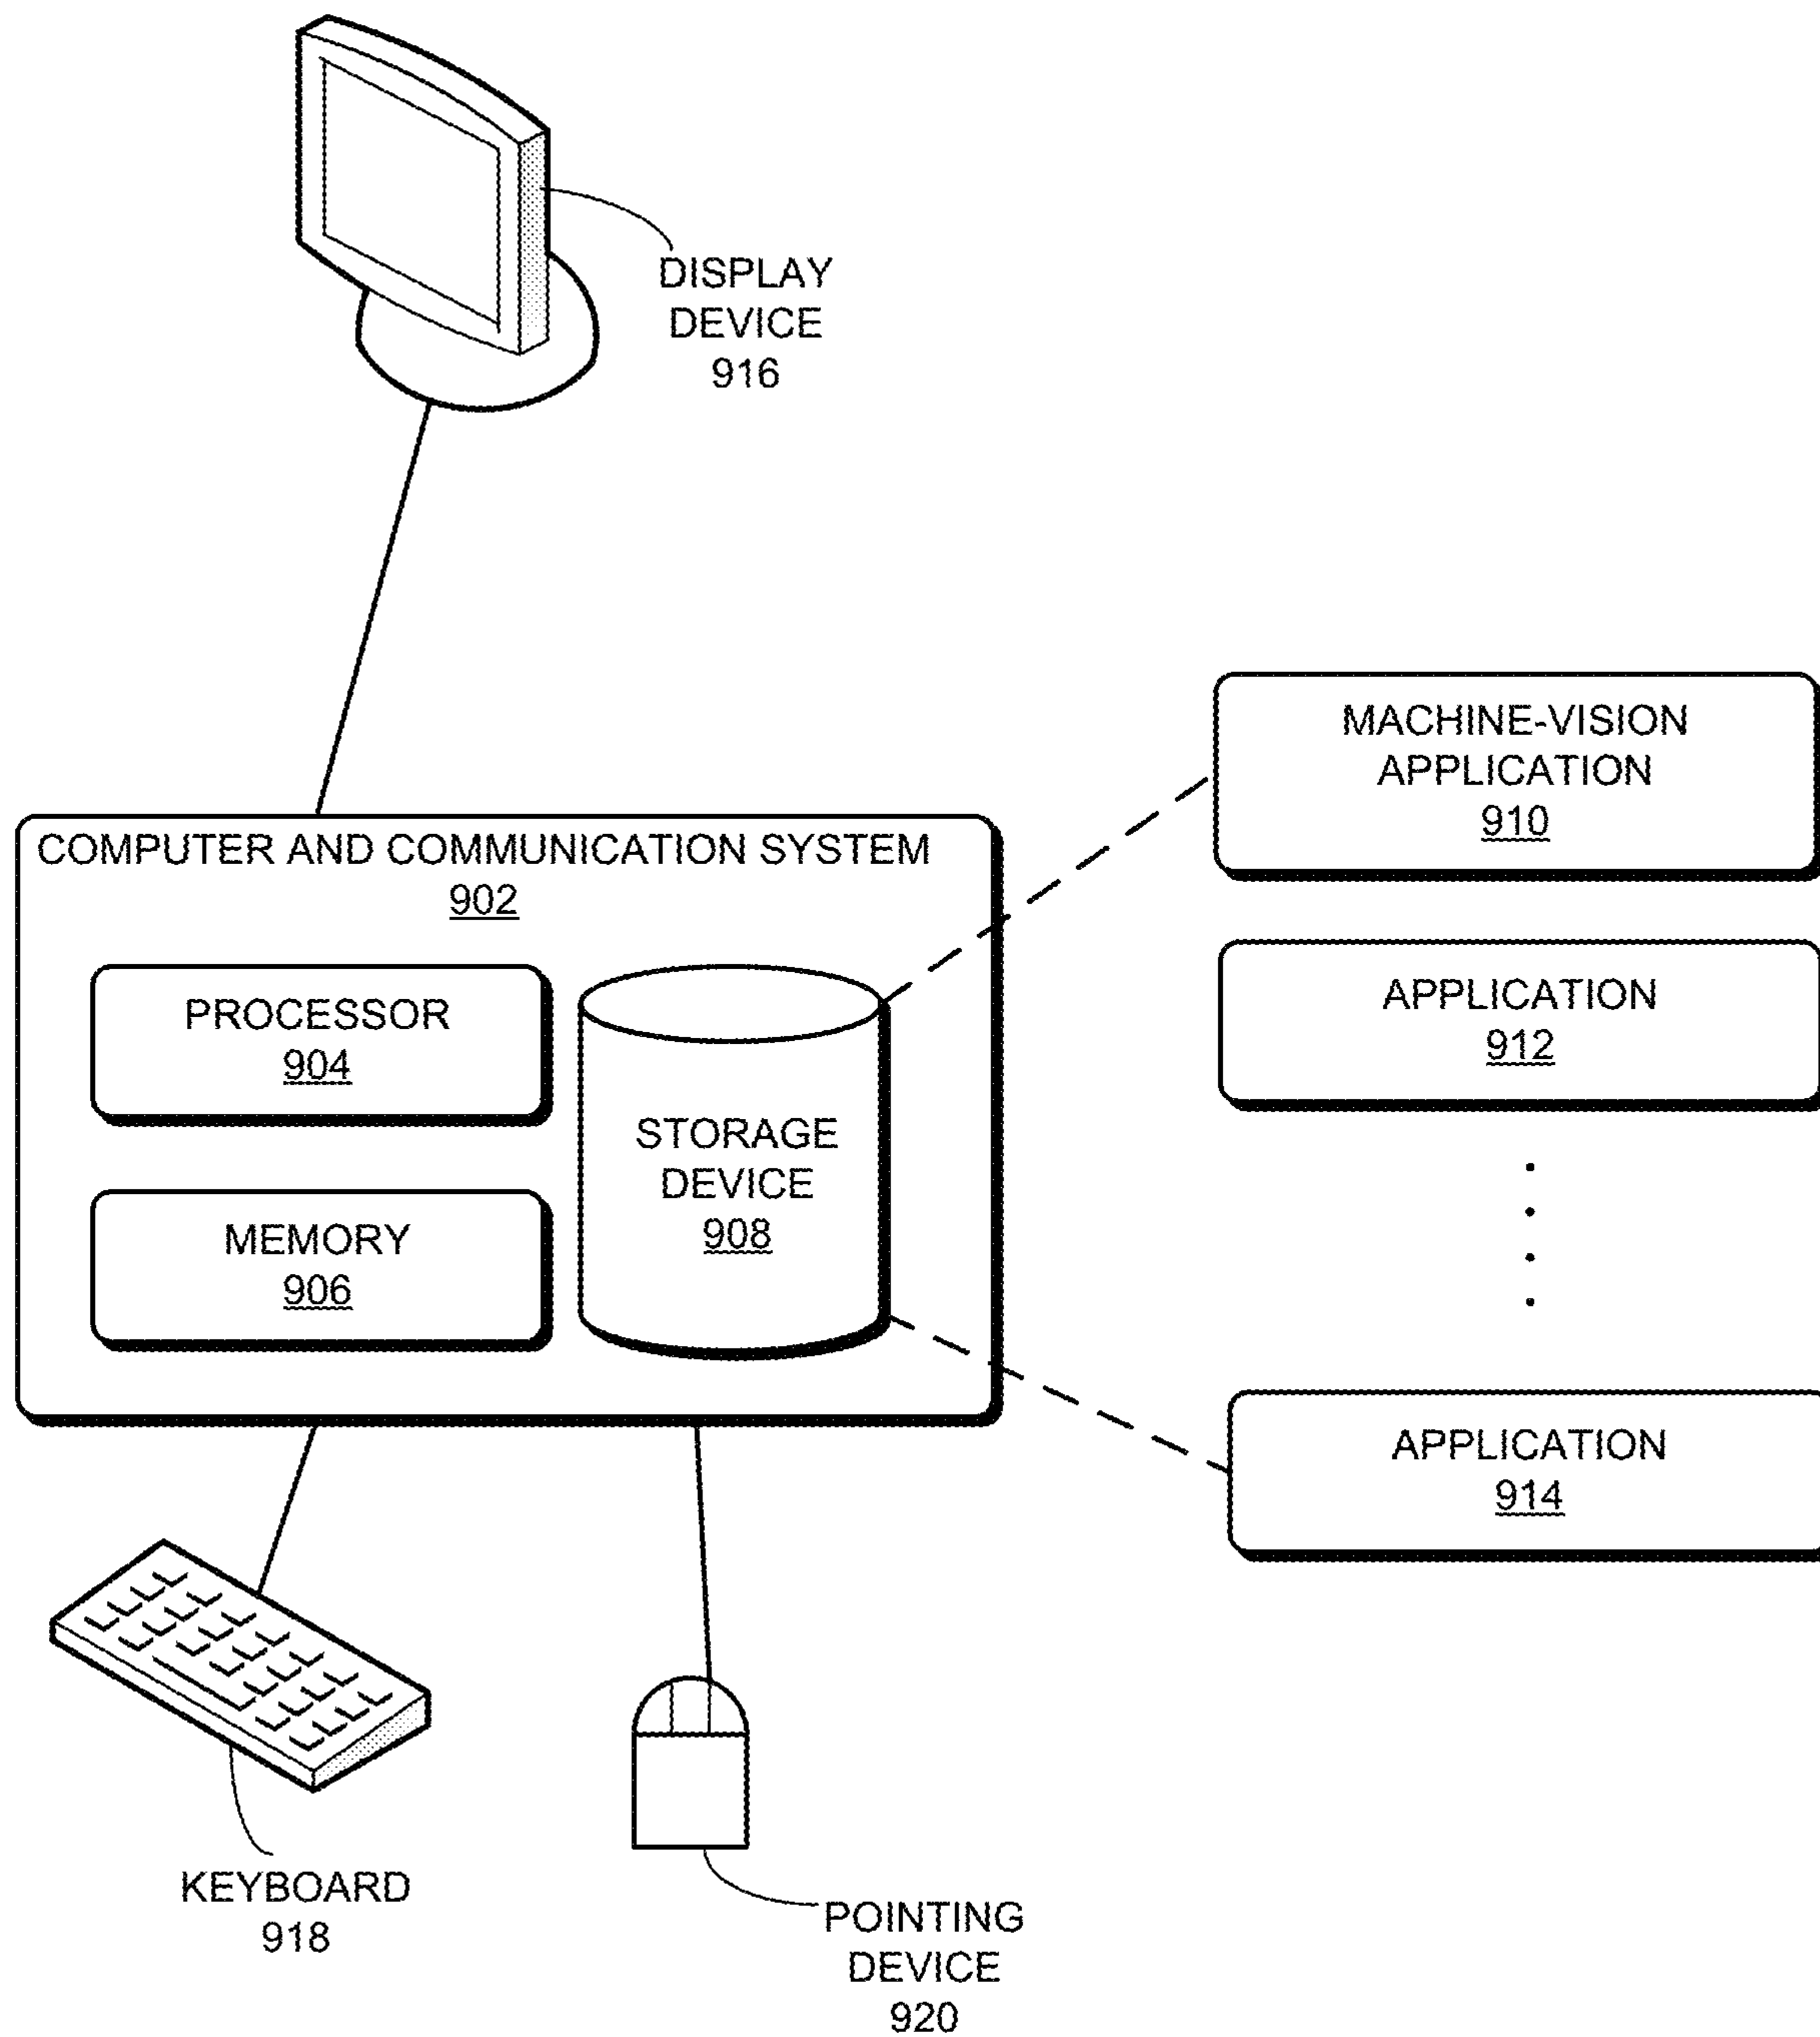 DISPLAY
DEVICE
916
MACHINE-VISION
APPLICATION
910
COMPUTER AND COMMUNICATION SYSTEM
902
PROCESSOR
904
APPLICATION
912
STORAGE
DEVICE
908
MEMORY
906
APPLICATION
914
KEYBOARD
918
POINTING
DEVICE
920